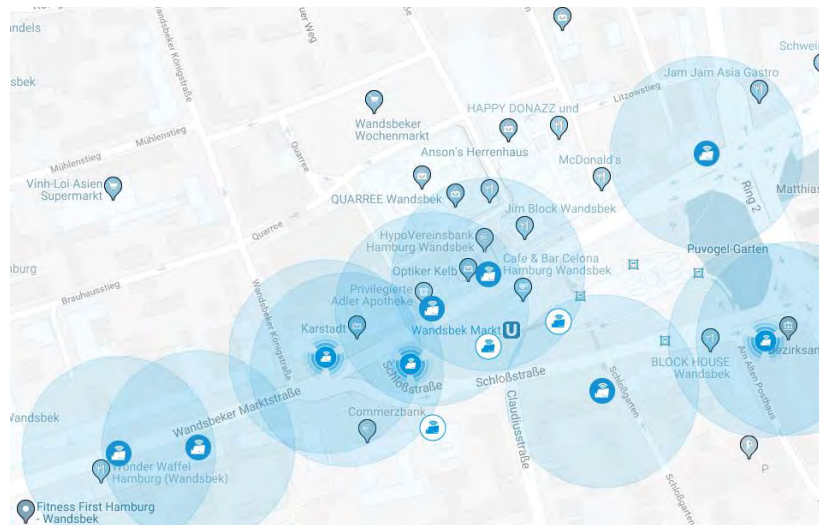 andels
sbek
uer Weg
Wandsbeker Königstraße
Schwei
Jam Jam Asia Gastro
Litzowstieg
HAPPY DONAZZ und
Wandsbeker
Wochenmarkt
Anson's Herrenhaus
McDonald's
Mühlenstieg
Mühlenstieg
Quarree
Vinh-Loi Asien
Supermarkt
QUARREE Wandsbek
Jim Block Wandsbek
Ring 2
Matthias
Quarree
HypoVereinsbank
Hamburg Wandsbek
Puvogel-Garten
Cafe & Bar Celona
Hamburg Wandsbek
burg
Optiker Kelb
Brauhausstieg
Wandsbeker Königstraße
Privilegierte
Adler Apotheke
Karstadt
Wandsbek Markt
U
Bezirksan
BLOCK HOUSE
Wandsbek
Am Alten Posthaus
Schloßstraße
Schloßstraße
Schloßgarten
Wandsbeker Marktstraße
Commerzbank
Claudiusstraße
Wandsbek
Wonder Waffel
Hamburg (Wandsbek)
Schloßgarten
P
P
Fitness First Hamburg
- Wandsbek